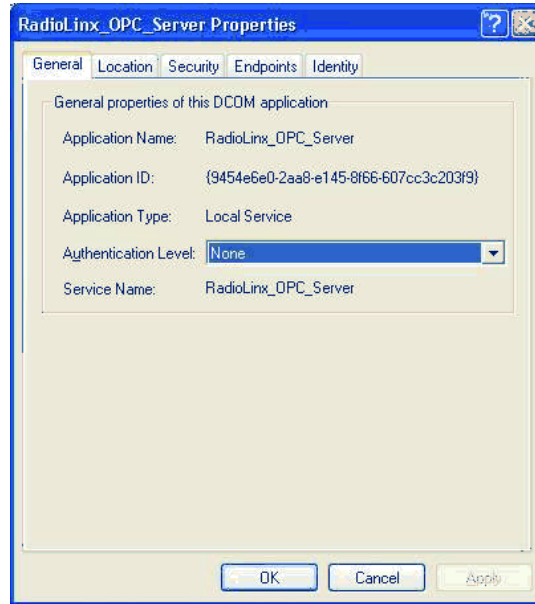 RadioLinx_OPC_Server Properties
General Location Security Endpoints Identity
General properties of this DCOM application
Application Name: RadioLinx_OPC_Server
Application ID: {9454e6e0-2aa8-e145-8f66-607cc3c203f9}
Application Type: Local Service
Authentication Level: None
Service Name: RadioLinx_OPC_Server
OK Cancel Apply